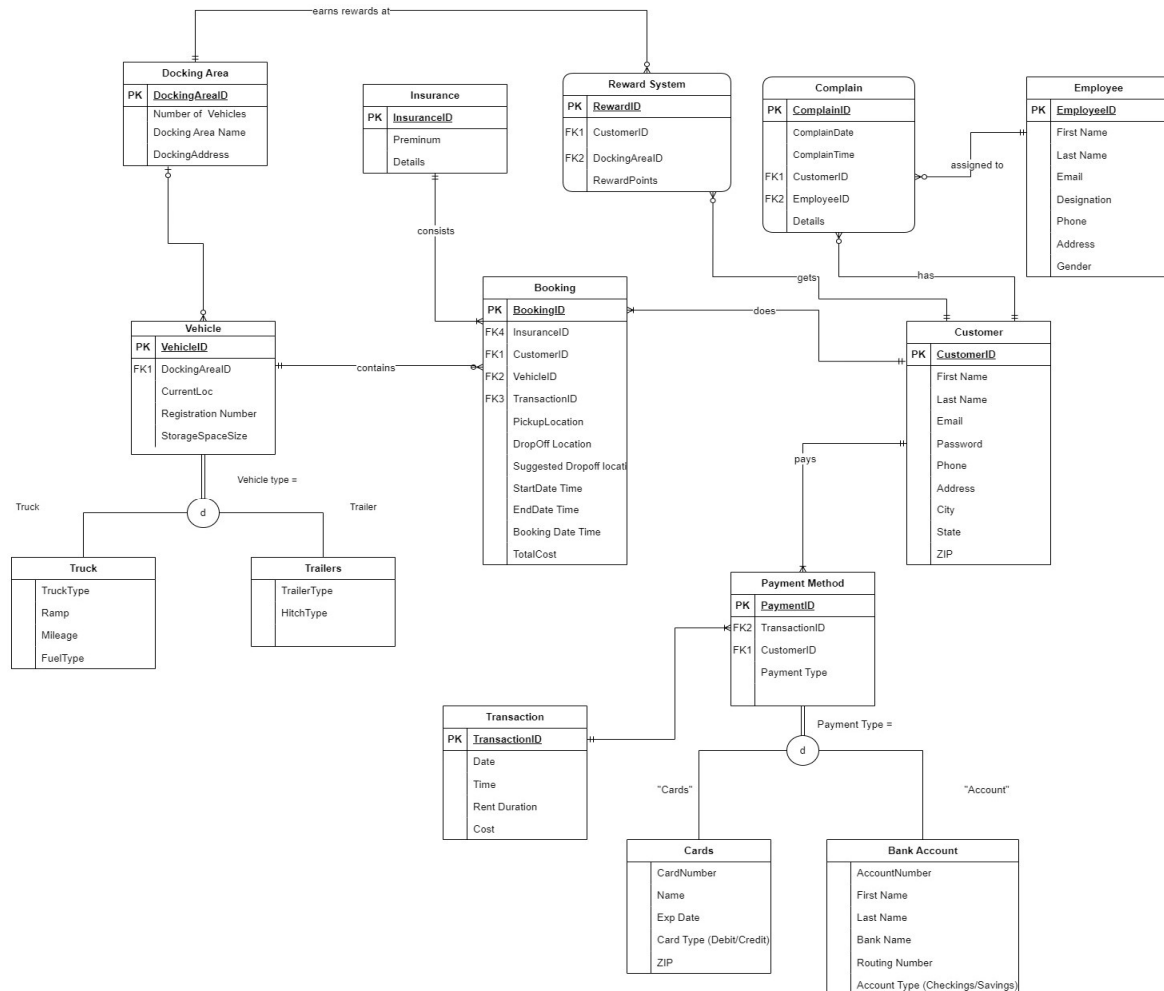 earns rewards at
Docking Area
PK DockingAreaID
Number of Vehicles
Docking Area Name
DockingAddress
Insurance
PK InsuranceID
Preminum
Details
Reward System
PK RewardID
FK1 CustomerID
FK2 DockingAreaID
RewardPoints
Complain
PK ComplainID
ComplainDate
ComplainTime
FK1 CustomerID
FK2 EmployeeID
Details
Employee
PK EmployeeID
First Name
Last Name
Email
Designation
Phone
Address
Gender
assigned to
consists
gets
has
does
contains
pays
Vehicle
PK VehicleID
FK1 DockingAreaID
CurrentLoc
Registration Number
StorageSpaceSize
Booking
PK BookingID
FK4 InsuranceID
FK1 CustomerID
FK2 VehicleID
FK3 TransactionID
PickupLocation
DropOff Location
Suggested Dropoff locati
StartDate Time
EndDate Time
Booking Date Time
TotalCost
Customer
PK CustomerID
First Name
Last Name
Email
Password
Phone
Address
City
State
ZIP
Vehicle type =
Truck
d
Trailer
Truck
TruckType
Ramp
Mileage
FuelType
Trailers
TrailerType
HitchType
Payment Method
PK PaymentID
FK2 TransactionID
FK1 CustomerID
Payment Type
Transaction
PK TransactionID
Date
Time
Rent Duration
Cost
Payment Type =
d
"Cards"
"Account"
Cards
CardNumber
Name
Exp Date
Card Type (Debit/Credit)
ZIP
Bank Account
AccountNumber
First Name
Last Name
Bank Name
Routing Number
Account Type (Checkings/Savings)